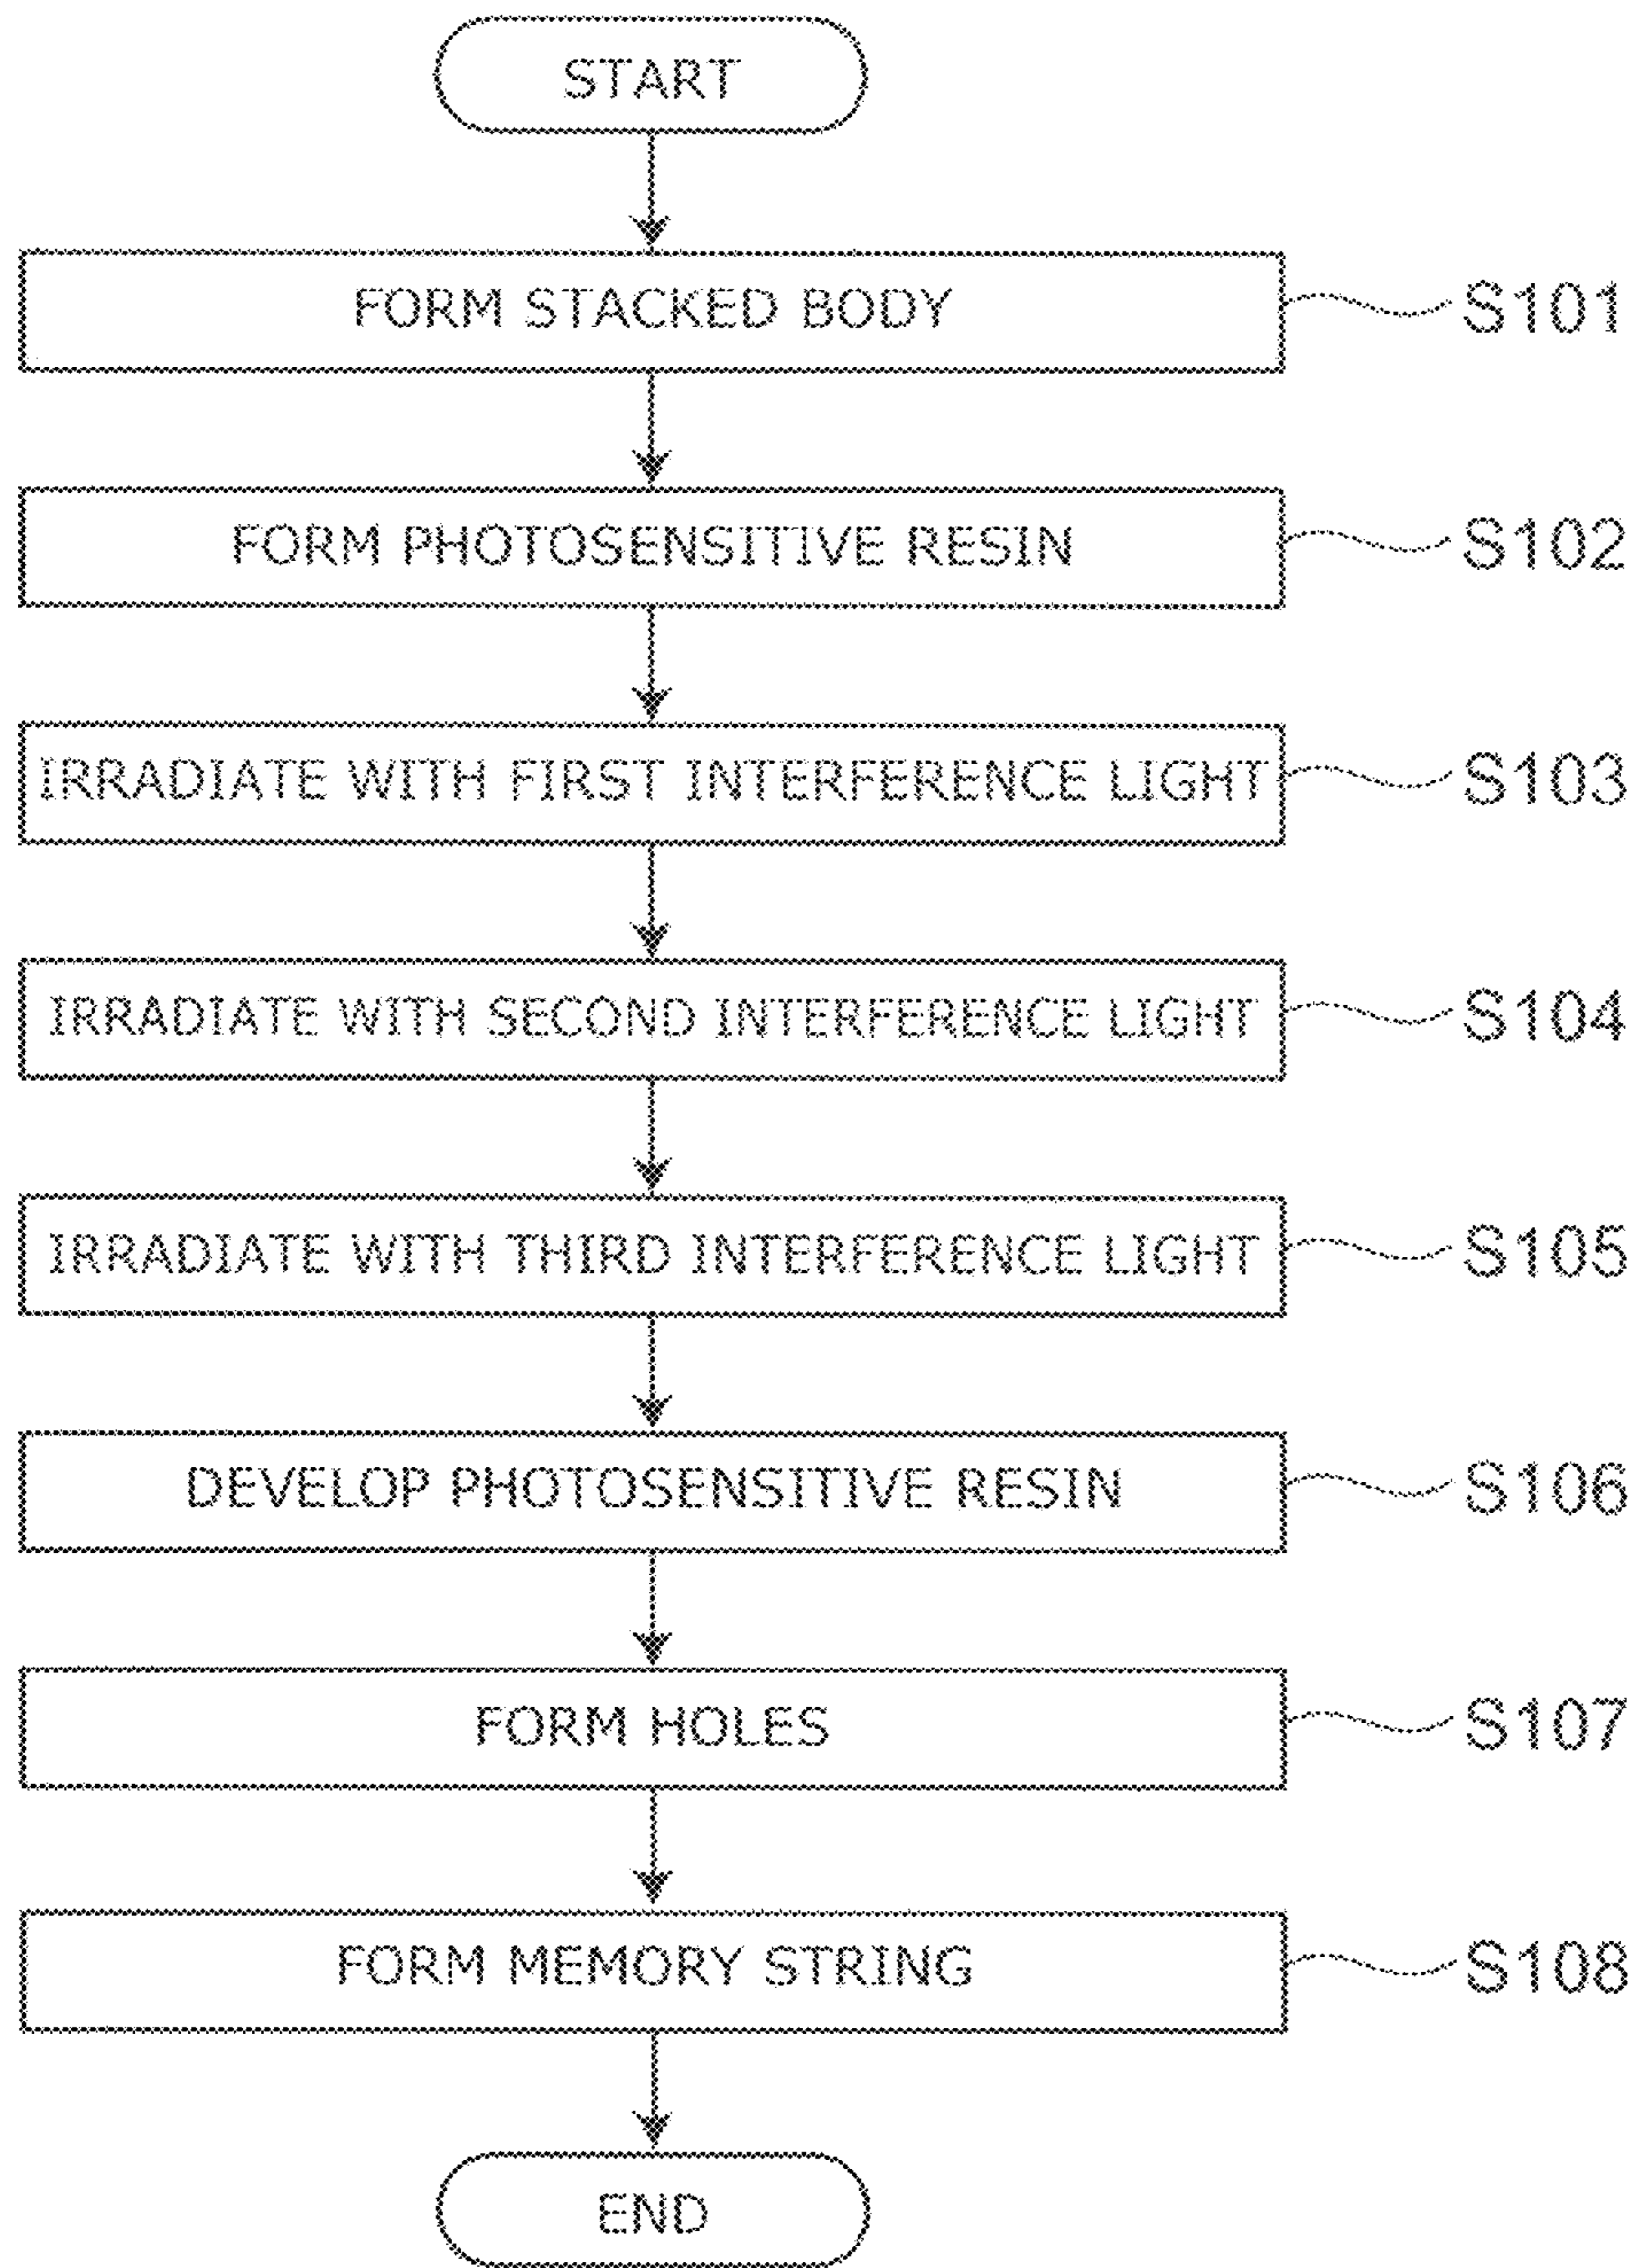 START
FORM STACKED BODY
S101
FORM PHOTOSENSITIVE RESIN
S102
IRRADIATE WITH FIRST INTERFERENCE LIGHT
S103
IRRADIATE WITH SECOND INTERFERENCE LIGHT
S104
IRRADIATE WITH THIRD INTERFERENCE LIGHT
S105
DEVELOP PHOTOSENSITIVE RESIN
S106
FORM HOLES
S107
FORM MEMORY STRING
S108
END